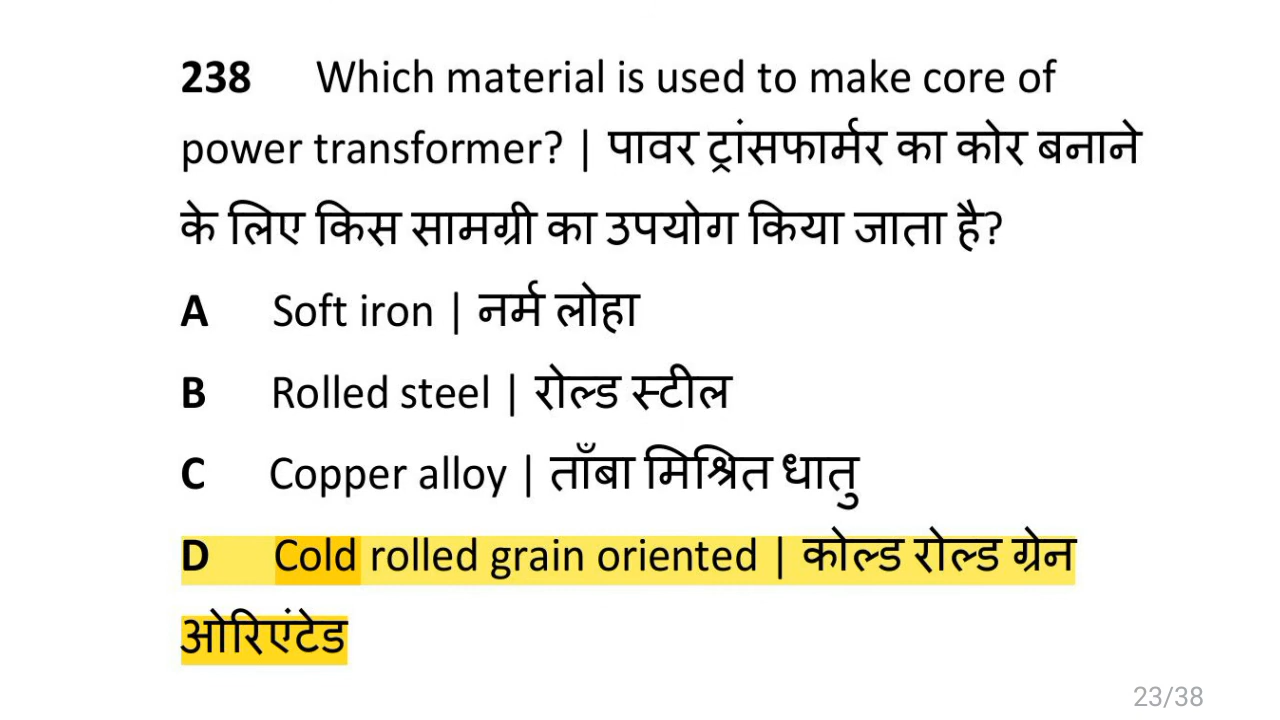 238 Which material is used to make core of
power transformer? | पावर ट्रांसफार्मर का कोर बनाने
के लिए किस सामग्री का उपयोग किया जाता है?
A Soft iron | नर्म लोहा
B Rolled steel | रोल्ड स्टील
C Copper alloy | ताँबा मिश्रित धातु
D Cold rolled grain oriented | कोल्ड रोल्ड ग्रेन
ओरिएंटेड
23/38